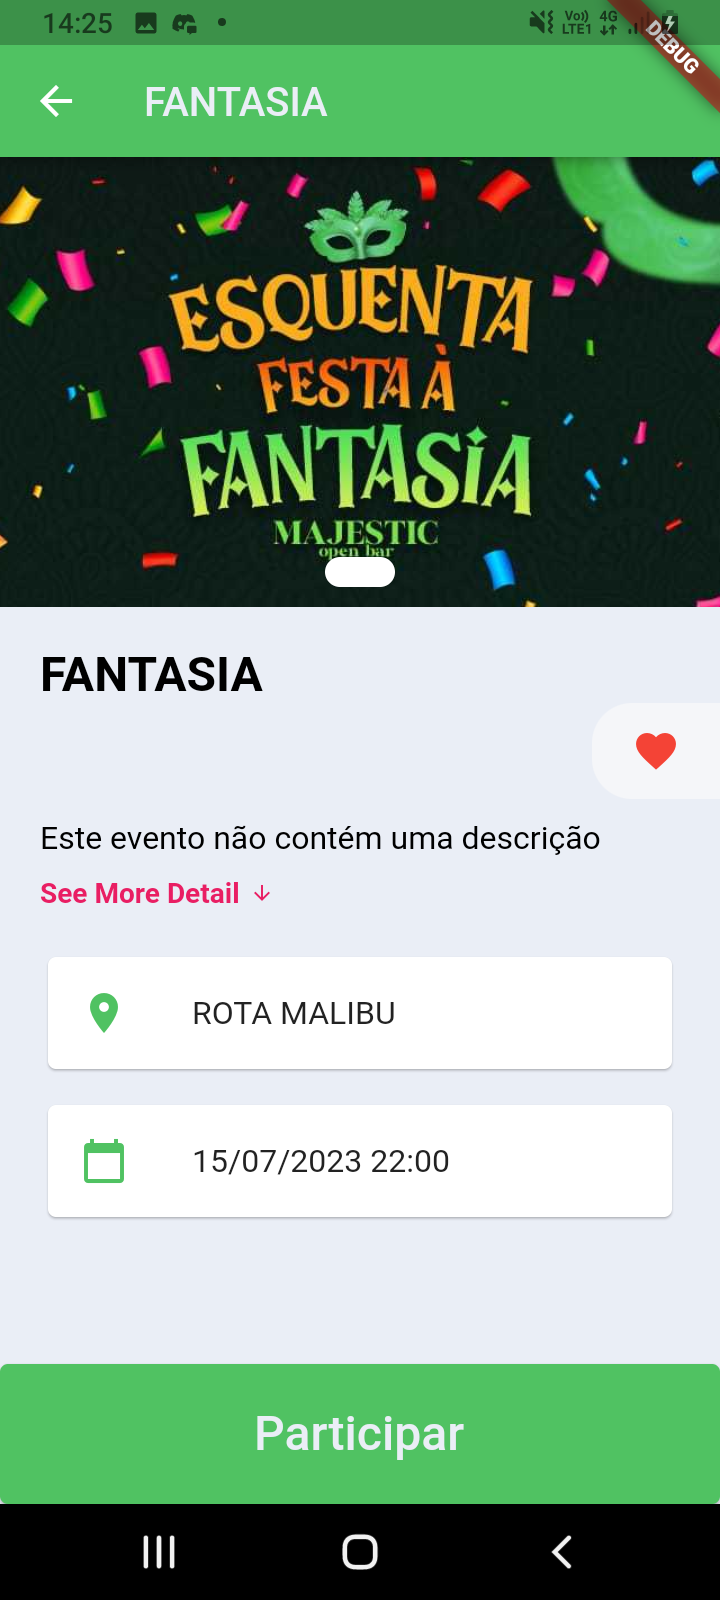 14:25
Vo)) 4G
LTE1
DEBUG
FANTASIA
ESQUENTA
FESTA À
FANTASIA
MAJESTIC
open bar
FANTASIA
Este evento não contém uma descrição
See More Detail
ROTA MALIBU
15/07/2023 22:00
Participar